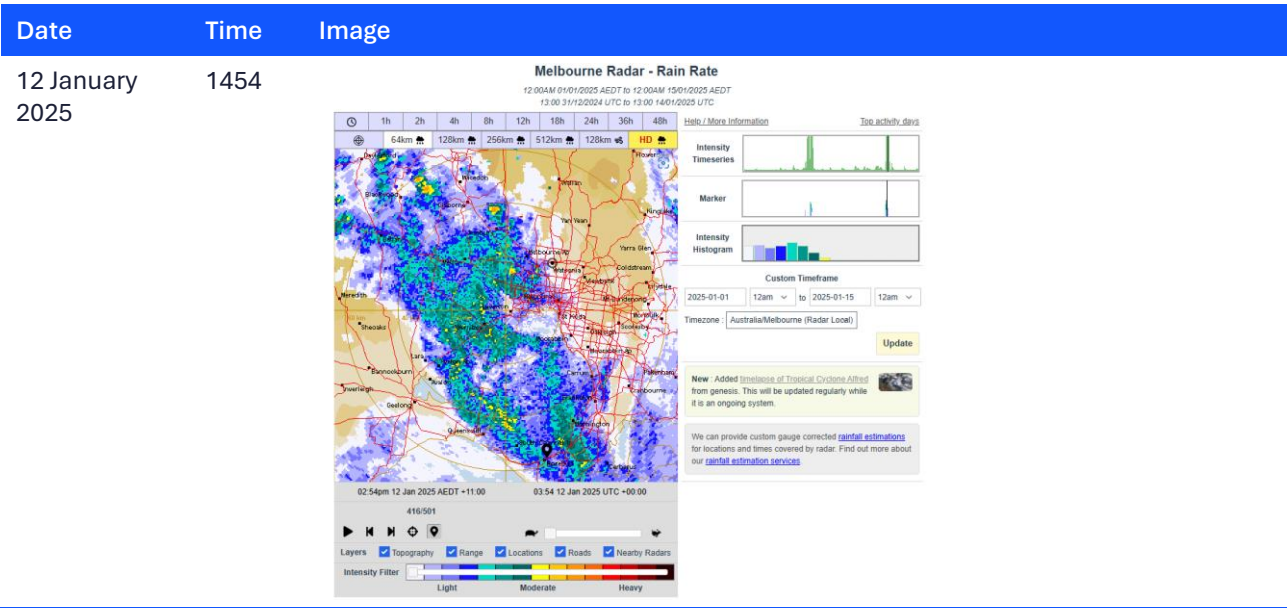 Date Time Image
12 January 2025 1454
Melbourne Radar - Rain Rate
12:00AM 01/01/2025 AEDT to 12:00AM 15/01/2025 AEDT
13:00 31/12/2024 UTC to 13:00 14/01/2025 UTC
1h 2h 4h 8h 12h 18h 24h 36h 48h
64km 128km 256km 512km 128km HD
Help / More Information Top activity days
Intensity Timeseries
Marker
Intensity Histogram
Custom Timeframe
2025-01-01 12am to 2025-01-15 12am
Timezone : Australia/Melbourne (Radar Local)
Update
New : Added timelapse of Tropical Cyclone Alfred
from genesis. This will be updated regularly while
it is an ongoing system.
We can provide custom gauge corrected rainfall estimations
for locations and times covered by radar. Find out more about
our rainfall estimation services.
Yan Yean
Yarra Glen
Coldstream
Meredith
Sheoaks
Lara
Bannockburn
Inverleigh
Geelong
02:54pm 12 Jan 2025 AEDT +11:00 03:54 12 Jan 2025 UTC +00:00
416/501
Layers Topography Range Locations Roads Nearby Radars
Intensity Filter
Light Moderate Heavy